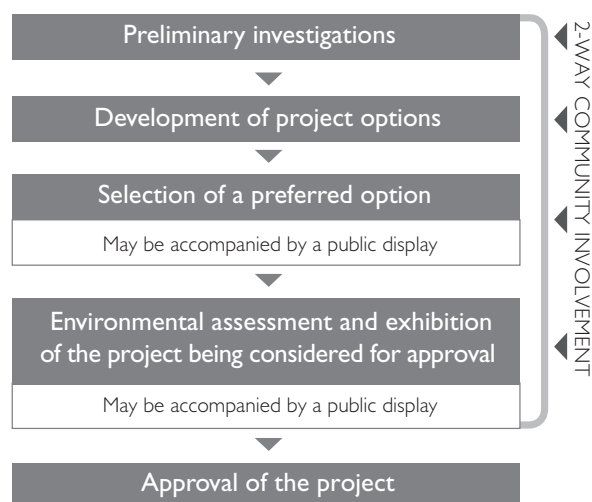 Preliminary investigations
Development of project options
Selection of a preferred option
May be accompanied by a public display
Environmental assessment and exhibition
of the project being considered for approval
May be accompanied by a public display
Approval of the project
2-WAY COMMUNITY INVOLVEMENT